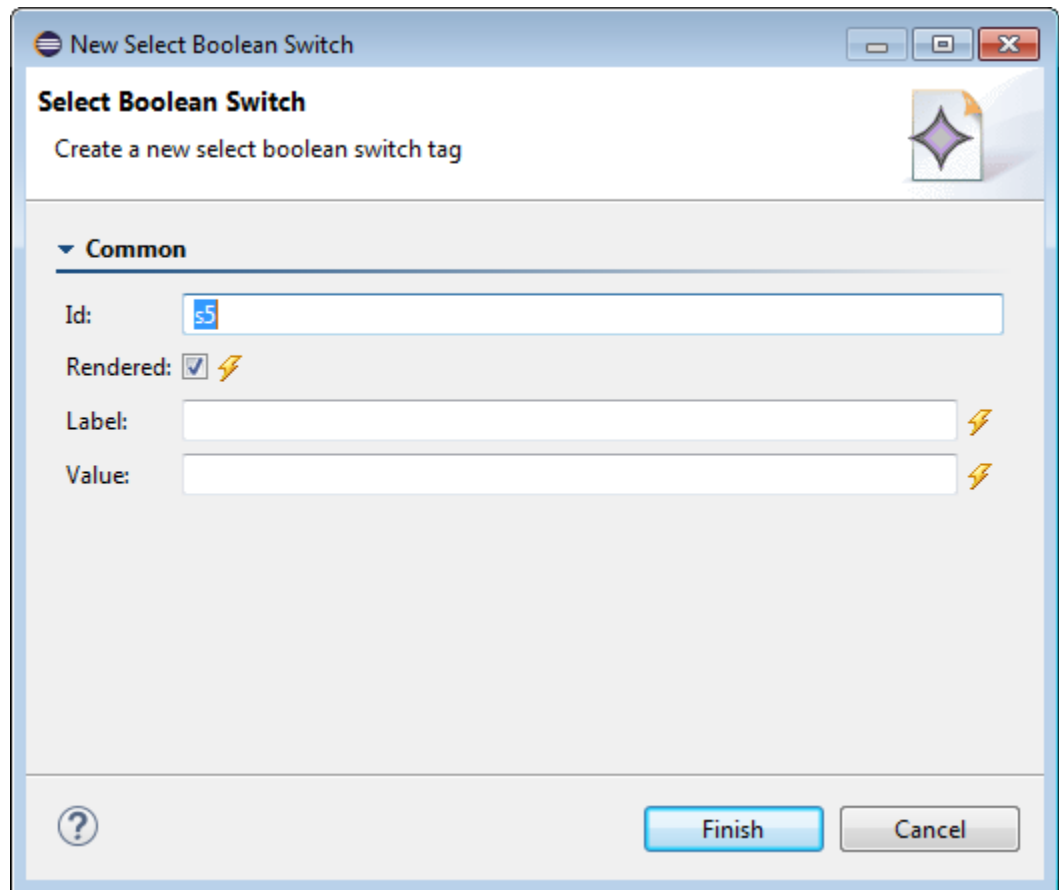 New Select Boolean Switch
Select Boolean Switch
Create a new select boolean switch tag
Common
Id: s5
Rendered:
Label:
Value:
?
Finish Cancel